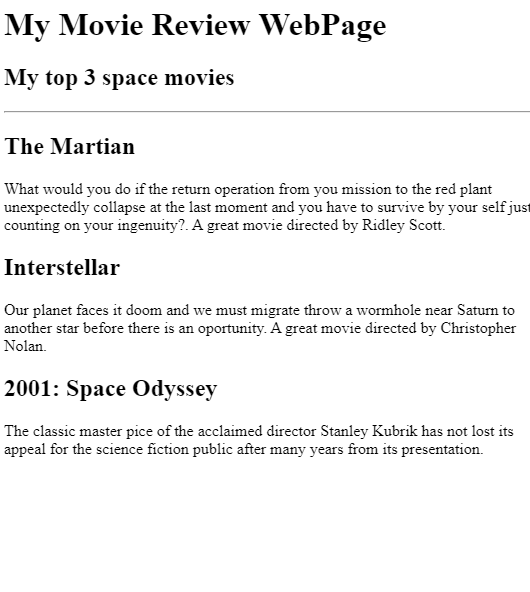 My Movie Review WebPage
My top 3 space movies
The Martian
What would you do if the return operation from you mission to the red plant
unexpectedly collapse at the last moment and you have to survive by your self just
counting on your ingenuity?. A great movie directed by Ridley Scott.
Interstellar
Our planet faces it doom and we must migrate throw a wormhole near Saturn to
another star before there is an oportunity. A great movie directed by Christopher
Nolan.
2001: Space Odyssey
The classic master pice of the acclaimed director Stanley Kubrik has not lost its
appeal for the science fiction public after many years from its presentation.